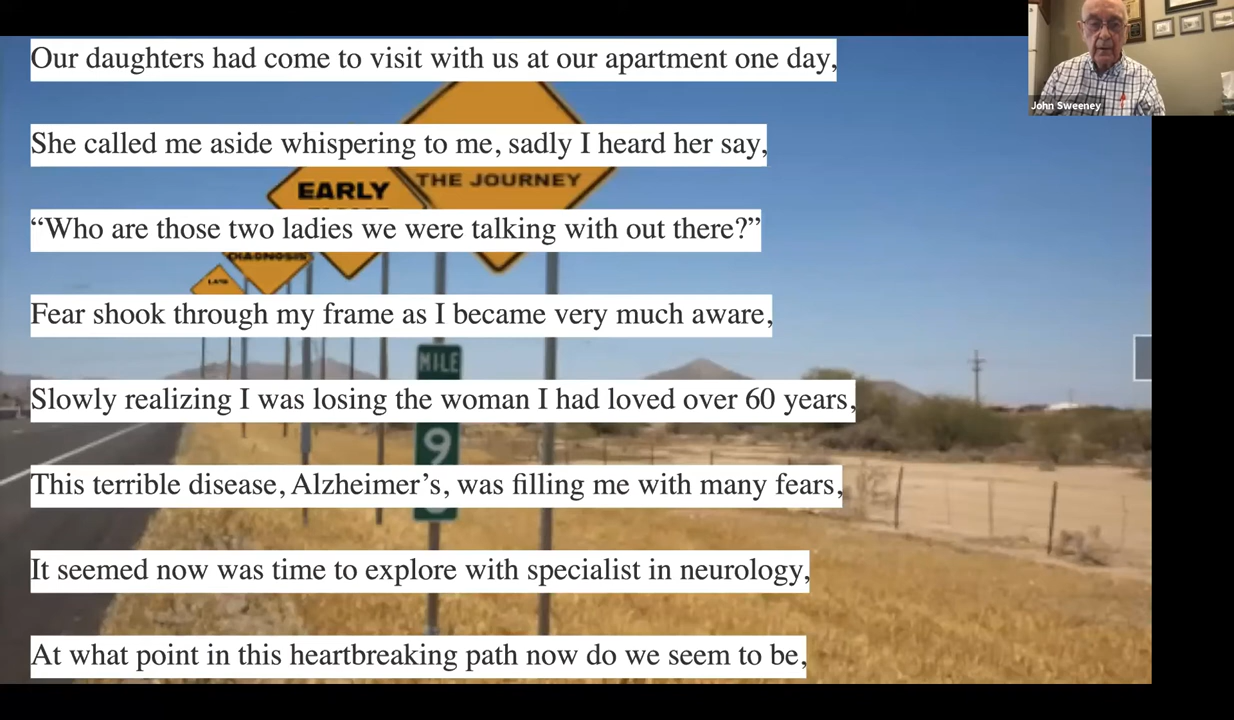 Our daughters had come to visit with us at our apartment one day,
She called me aside whispering to me, sadly I heard her say,
THE JOURNEY
EARLY
“Who are those two ladies we were talking with out there?”
DIAGNOSIS
LATE
Fear shook through my frame as I became very much aware,
MILE
Slowly realizing I was losing the woman I had loved over 60 years,
9
This terrible disease, Alzheimer’s, was filling me with many fears,
It seemed now was time to explore with specialist in neurology,
At what point in this heartbreaking path now do we seem to be,
John Sweeney